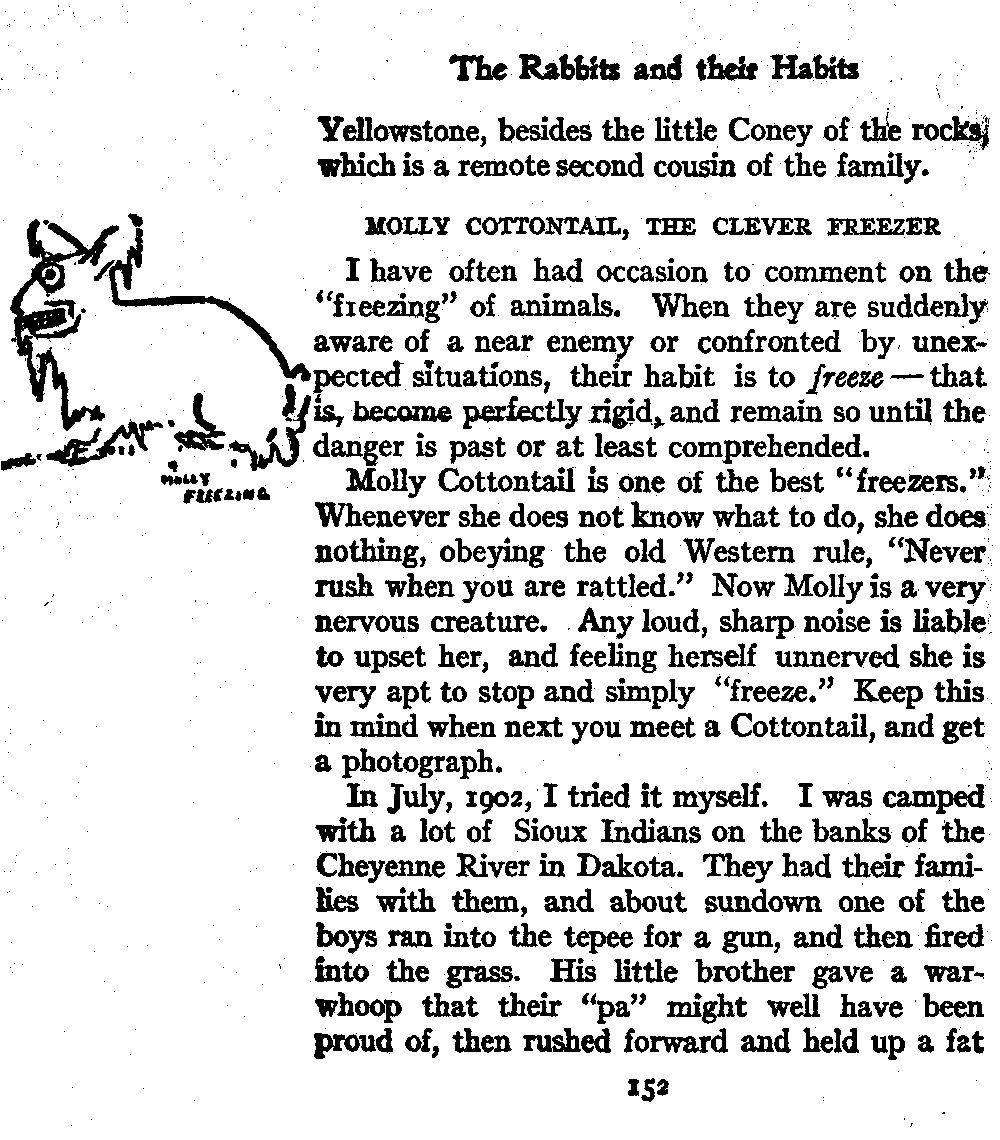 The Rabbits and their Habits
Yellowstone, besides the little Coney of the rocks,
which is a remote second cousin of the family.
MOLLY COTTONTAIL, THE CLEVER FREEZER
I have often had occasion to comment on the
“freezing” of animals. When they are suddenly
aware of a near enemy or confronted by unex-
pected situations, their habit is to freeze — that
is, become perfectly rigid, and remain so until the
danger is past or at least comprehended.
MOLLY
FREEZING
Molly Cottontail is one of the best “freezers.”
Whenever she does not know what to do, she does
nothing, obeying the old Western rule, “Never
rush when you are rattled.” Now Molly is a very
nervous creature. Any loud, sharp noise is liable
to upset her, and feeling herself unnerved she is
very apt to stop and simply “freeze.” Keep this
in mind when next you meet a Cottontail, and get
a photograph.
In July, 1902, I tried it myself. I was camped
with a lot of Sioux Indians on the banks of the
Cheyenne River in Dakota. They had their fami-
lies with them, and about sundown one of the
boys ran into the tepee for a gun, and then fired
into the grass. His little brother gave a war-
whoop that their “pa” might well have been
proud of, then rushed forward and held up a fat
152